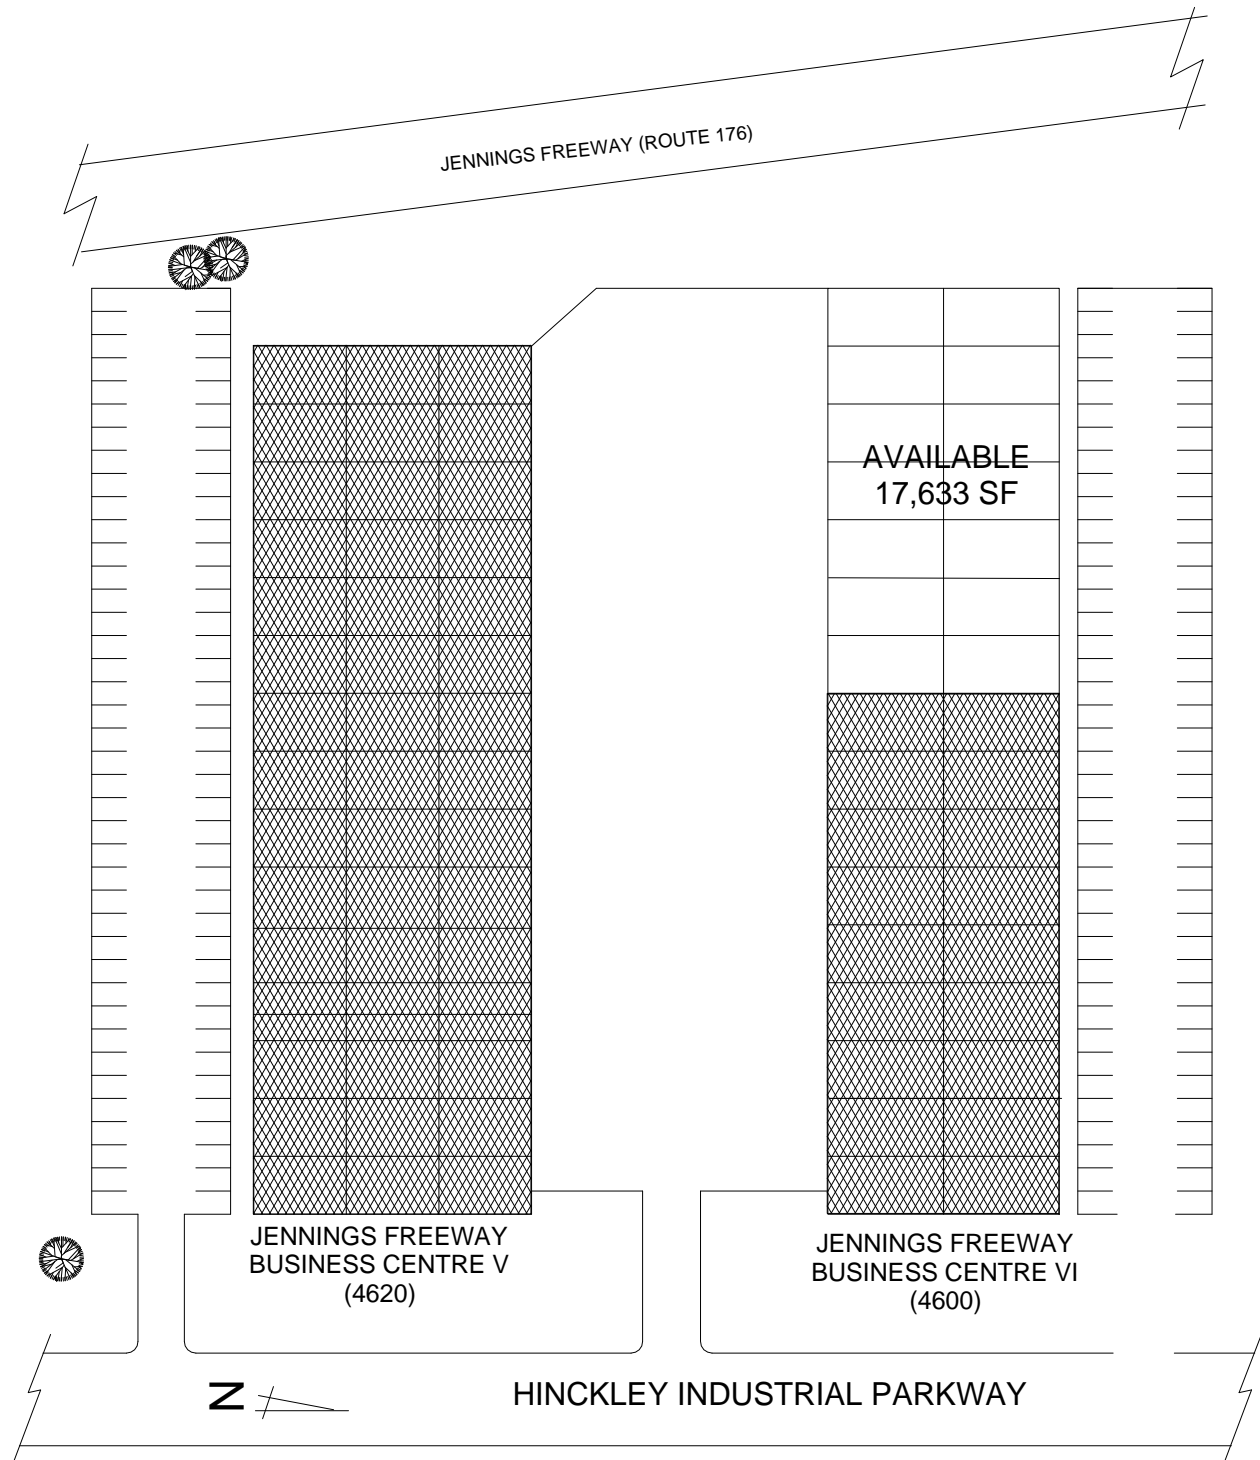 JENNINGS FREEWAY (ROUTE 176)
AVAILABLE
17,633 SF
JENNINGS FREEWAY
BUSINESS CENTRE V
(4620)
JENNINGS FREEWAY
BUSINESS CENTRE VI
(4600)
N
HINCKLEY INDUSTRIAL PARKWAY